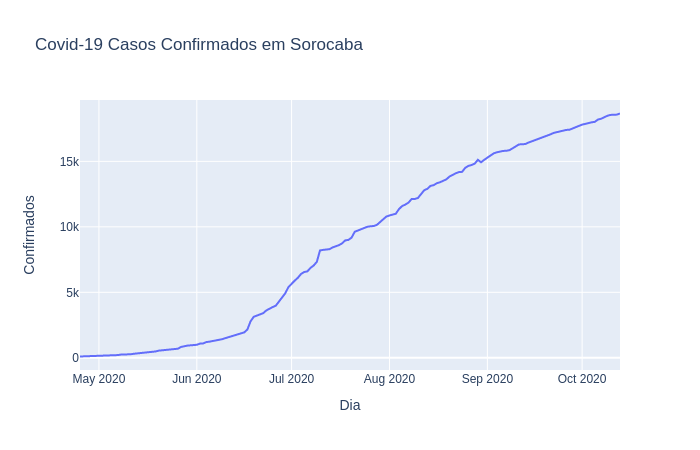 Covid-19 Casos Confirmados em Sorocaba
Confirmados
15k
10k
5k
0
May 2020
Jun 2020
Jul 2020
Aug 2020
Sep 2020
Oct 2020
Dia